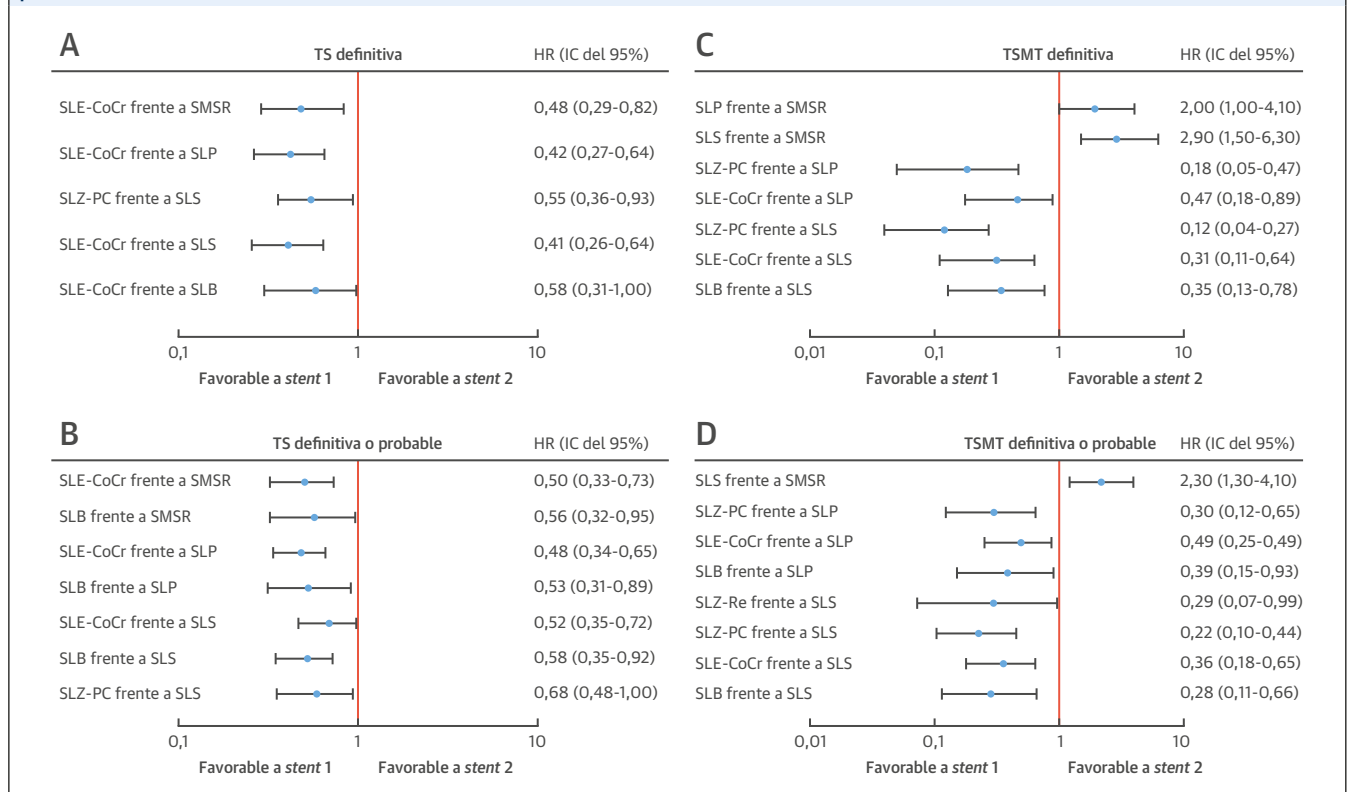 A
TS definitiva HR (IC del 95%)
SLE-CoCr frente a SMSR 0,48 (0,29-0,82)
SLE-CoCr frente a SLP 0,42 (0,27-0,64)
SLZ-PC frente a SLS 0,55 (0,36-0,93)
SLE-CoCr frente a SLS 0,41 (0,26-0,64)
SLE-CoCr frente a SLB 0,58 (0,31-1,00)
0,1 1 10
Favorable a stent 1 Favorable a stent 2
B
TS definitiva o probable HR (IC del 95%)
SLE-CoCr frente a SMSR 0,50 (0,33-0,73)
SLB frente a SMSR 0,56 (0,32-0,95)
SLE-CoCr frente a SLP 0,48 (0,34-0,65)
SLB frente a SLP 0,53 (0,31-0,89)
SLE-CoCr frente a SLS 0,52 (0,35-0,72)
SLB frente a SLS 0,58 (0,35-0,92)
SLZ-PC frente a SLS 0,68 (0,48-1,00)
0,1 1 10
Favorable a stent 1 Favorable a stent 2
C
TSMT definitiva HR (IC del 95%)
SLP frente a SMSR 2,00 (1,00-4,10)
SLS frente a SMSR 2,90 (1,50-6,30)
SLZ-PC frente a SLP 0,18 (0,05-0,47)
SLE-CoCr frente a SLP 0,47 (0,18-0,89)
SLZ-PC frente a SLS 0,12 (0,04-0,27)
SLE-CoCr frente a SLS 0,31 (0,11-0,64)
SLB frente a SLS 0,35 (0,13-0,78)
0,01 0,1 1 10
Favorable a stent 1 Favorable a stent 2
D
TSMT definitiva o probable HR (IC del 95%)
SLS frente a SMSR 2,30 (1,30-4,10)
SLZ-PC frente a SLP 0,30 (0,12-0,65)
SLE-CoCr frente a SLP 0,49 (0,25-0,49)
SLB frente a SLP 0,39 (0,15-0,93)
SLZ-Re frente a SLS 0,29 (0,07-0,99)
SLZ-PC frente a SLS 0,22 (0,10-0,44)
SLE-CoCr frente a SLS 0,36 (0,18-0,65)
SLB frente a SLS 0,28 (0,11-0,66)
0,01 0,1 1 10
Favorable a stent 1 Favorable a stent 2